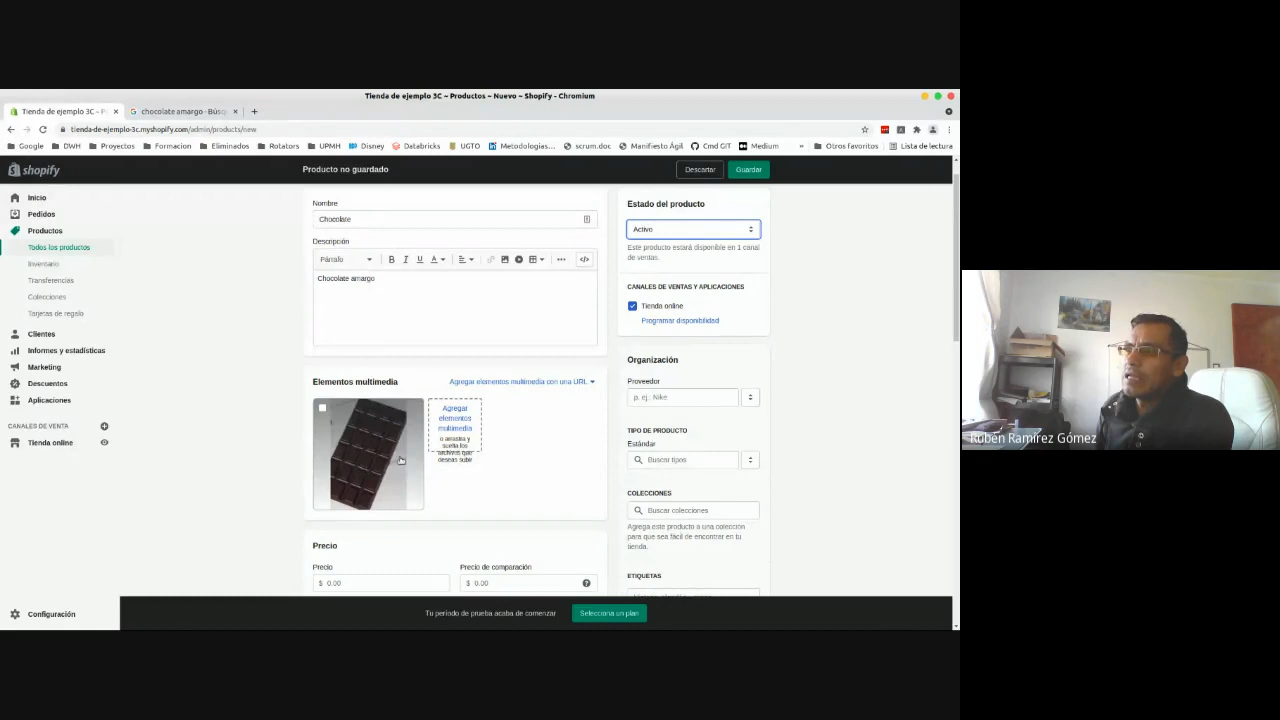 Tienda de ejemplo 3C ~ Productos ~ Nuevo ~ Shopify - Chromium
Tienda de ejemplo 3C ~ P
chocolate amargo - Búsq
tienda-de-ejemplo-3c.myshopify.com/admin/products/new
Google
DWH
Proyectos
Formacion
Eliminados
Rotators
UPMH
Disney
Databricks
UGTO
Metodologias...
scrum.doc
Manifiesto Ágil
Cmd GIT
Medium
»
Otros favoritos
Lista de lectura
shopify
Producto no guardado
Descartar
Guardar
Inicio
Pedidos
Productos
Todos los productos
Inventario
Transferencias
Colecciones
Tarjetas de regalo
Clientes
Informes y estadísticas
Marketing
Descuentos
Aplicaciones
CANALES DE VENTA
Tienda online
Configuración
Nombre
Chocolate
Descripción
Párrafo
B
I
U
A
</>
Chocolate amargo
Elementos multimedia
Agregar elementos multimedia con una URL
Agregar
elementos
multimedia
o arrastra y
suelta los
archivos que
deseas subir
Precio
Precio
$ 0.00
Precio de comparación
$ 0.00
Estado del producto
Activo
Este producto estará disponible en 1 canal
de ventas.
CANALES DE VENTAS Y APLICACIONES
Tienda online
Programar disponibilidad
Organización
Proveedor
p. ej.: Nike
TIPO DE PRODUCTO
Estándar
Buscar tipos
COLECCIONES
Buscar colecciones
Agrega este producto a una colección
para que sea fácil de encontrar en tu
tienda.
ETIQUETAS
Tu periodo de prueba acaba de comenzar
Selecciona un plan
Rubén Ramírez Gómez